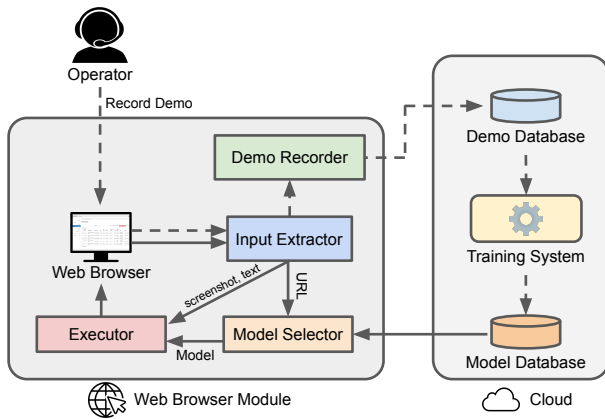 Operator
Record Demo
Demo Recorder
Demo Database
Input Extractor
Web Browser
Training System
screenshot, text
URL
Executor
Model
Model Selector
Model Database
Web Browser Module
Cloud